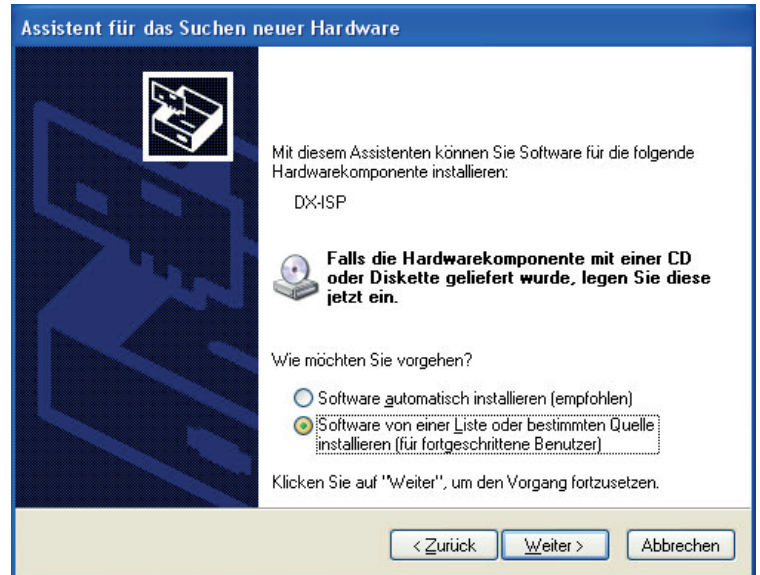 Assistent für das Suchen neuer Hardware
Mit diesem Assistenten können Sie Software für die folgende
Hardwarekomponente installieren:
DX-ISP
Falls die Hardwarekomponente mit einer CD
oder Diskette geliefert wurde, legen Sie diese
jetzt ein.
Wie möchten Sie vorgehen?
Software automatisch installieren (empfohlen)
Software von einer Liste oder bestimmten Quelle
installieren (für fortgeschrittene Benutzer)
Klicken Sie auf "Weiter", um den Vorgang fortzusetzen.
< Zurück Weiter > Abbrechen